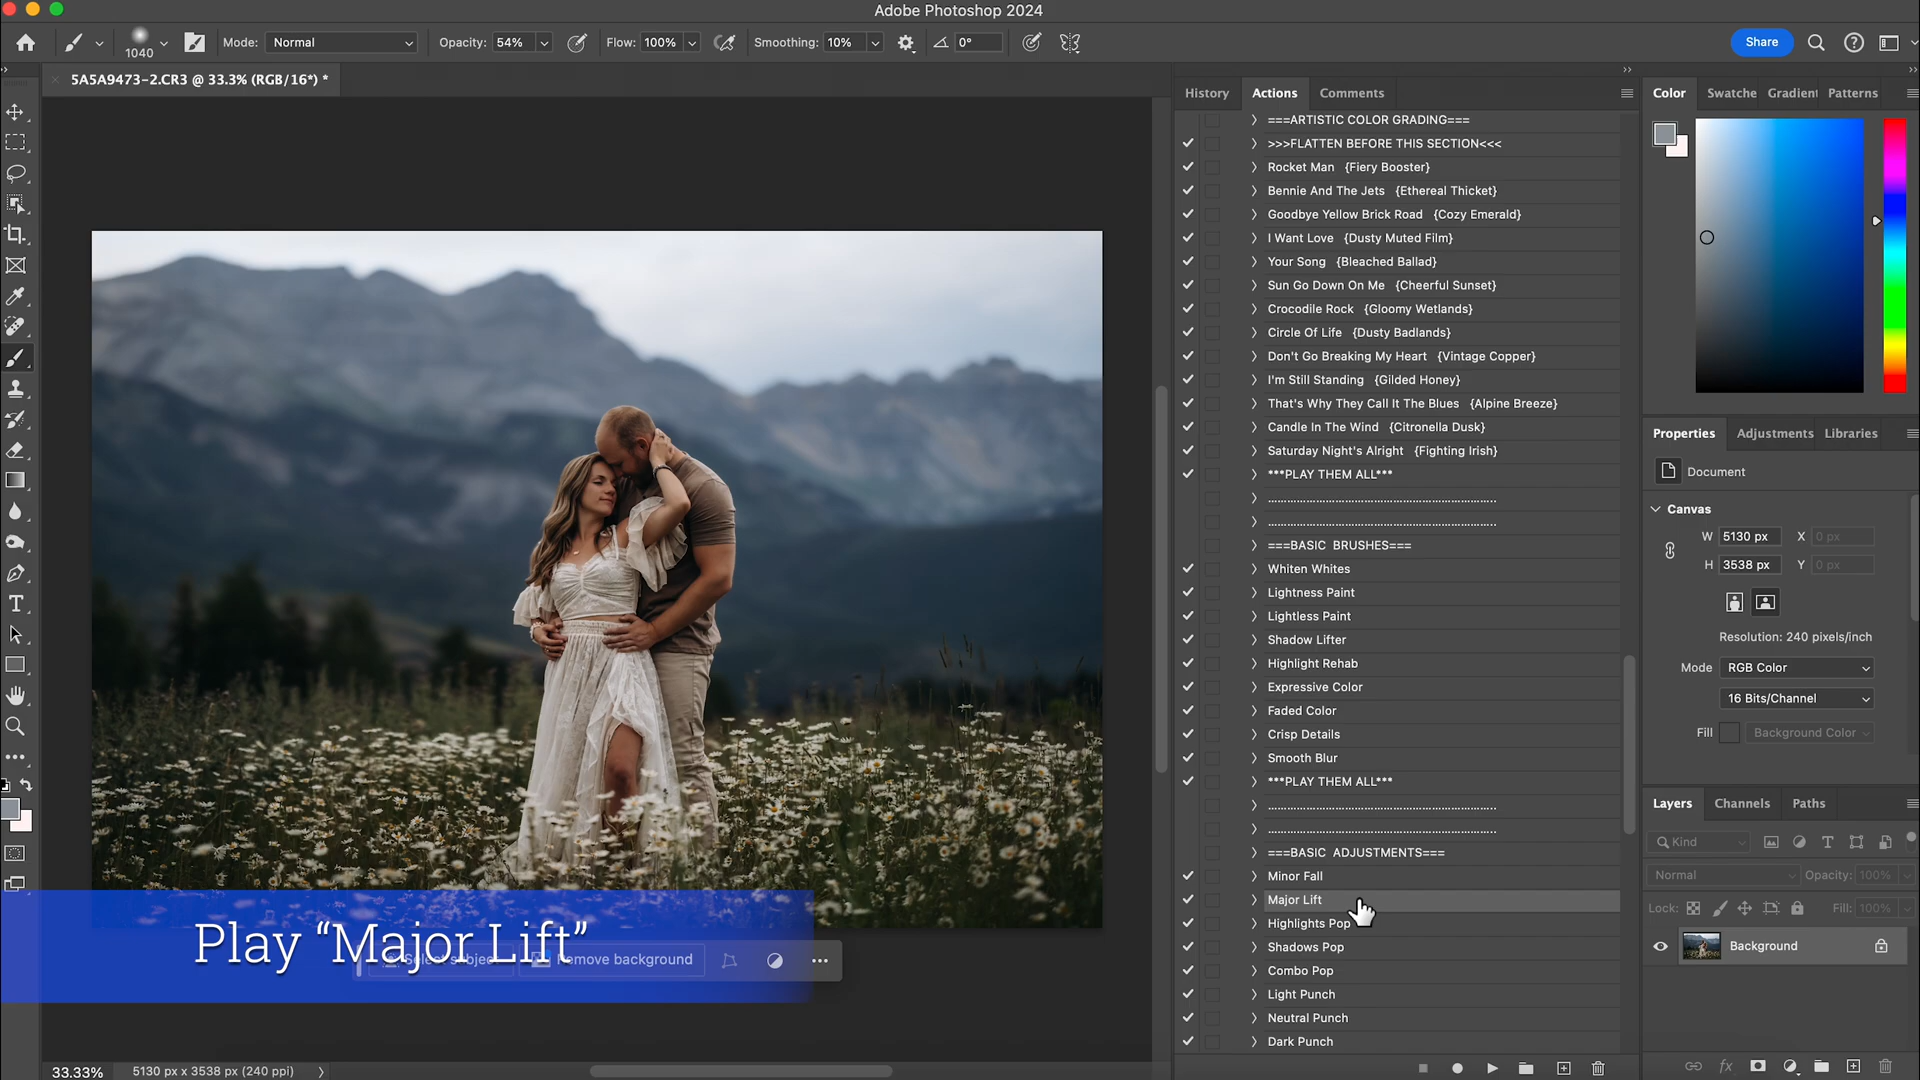 Adobe Photoshop 2024
1040
Mode: Normal
Opacity: 54%
Flow: 100%
Smoothing: 10%
0°
Share
5A5A9473-2.CR3 @ 33.3% (RGB/16*) *
History Actions Comments
===ARTISTIC COLOR GRADING===
>>>FLATTEN BEFORE THIS SECTION<<<
Rocket Man {Fiery Booster}
Bennie And The Jets {Ethereal Thicket}
Goodbye Yellow Brick Road {Cozy Emerald}
I Want Love {Dusty Muted Film}
Your Song {Bleached Ballad}
Sun Go Down On Me {Cheerful Sunset}
Crocodile Rock {Gloomy Wetlands}
Circle Of Life {Dusty Badlands}
Don't Go Breaking My Heart {Vintage Copper}
I'm Still Standing {Gilded Honey}
That's Why They Call It The Blues {Alpine Breeze}
Candle In The Wind {Citronella Dusk}
Saturday Night's Alright {Fighting Irish}
***PLAY THEM ALL***
===BASIC BRUSHES===
Whiten Whites
Lightness Paint
Lightless Paint
Shadow Lifter
Highlight Rehab
Expressive Color
Faded Color
Crisp Details
Smooth Blur
***PLAY THEM ALL***
===BASIC ADJUSTMENTS===
Minor Fall
Major Lift
Highlights Pop
Shadows Pop
Combo Pop
Light Punch
Neutral Punch
Dark Punch
Color Swatche Gradient Patterns
Properties Adjustments Libraries
Document
Canvas
W 5130 px X 0 px
H 3538 px Y 0 px
Resolution: 240 pixels/inch
Mode RGB Color
16 Bits/Channel
Fill Background Color
Layers Channels Paths
Kind
Normal Opacity: 100%
Lock: Fill: 100%
Background
Play “Major Lift”
Select subject Remove background
33.33% 5130 px x 3538 px (240 ppi)